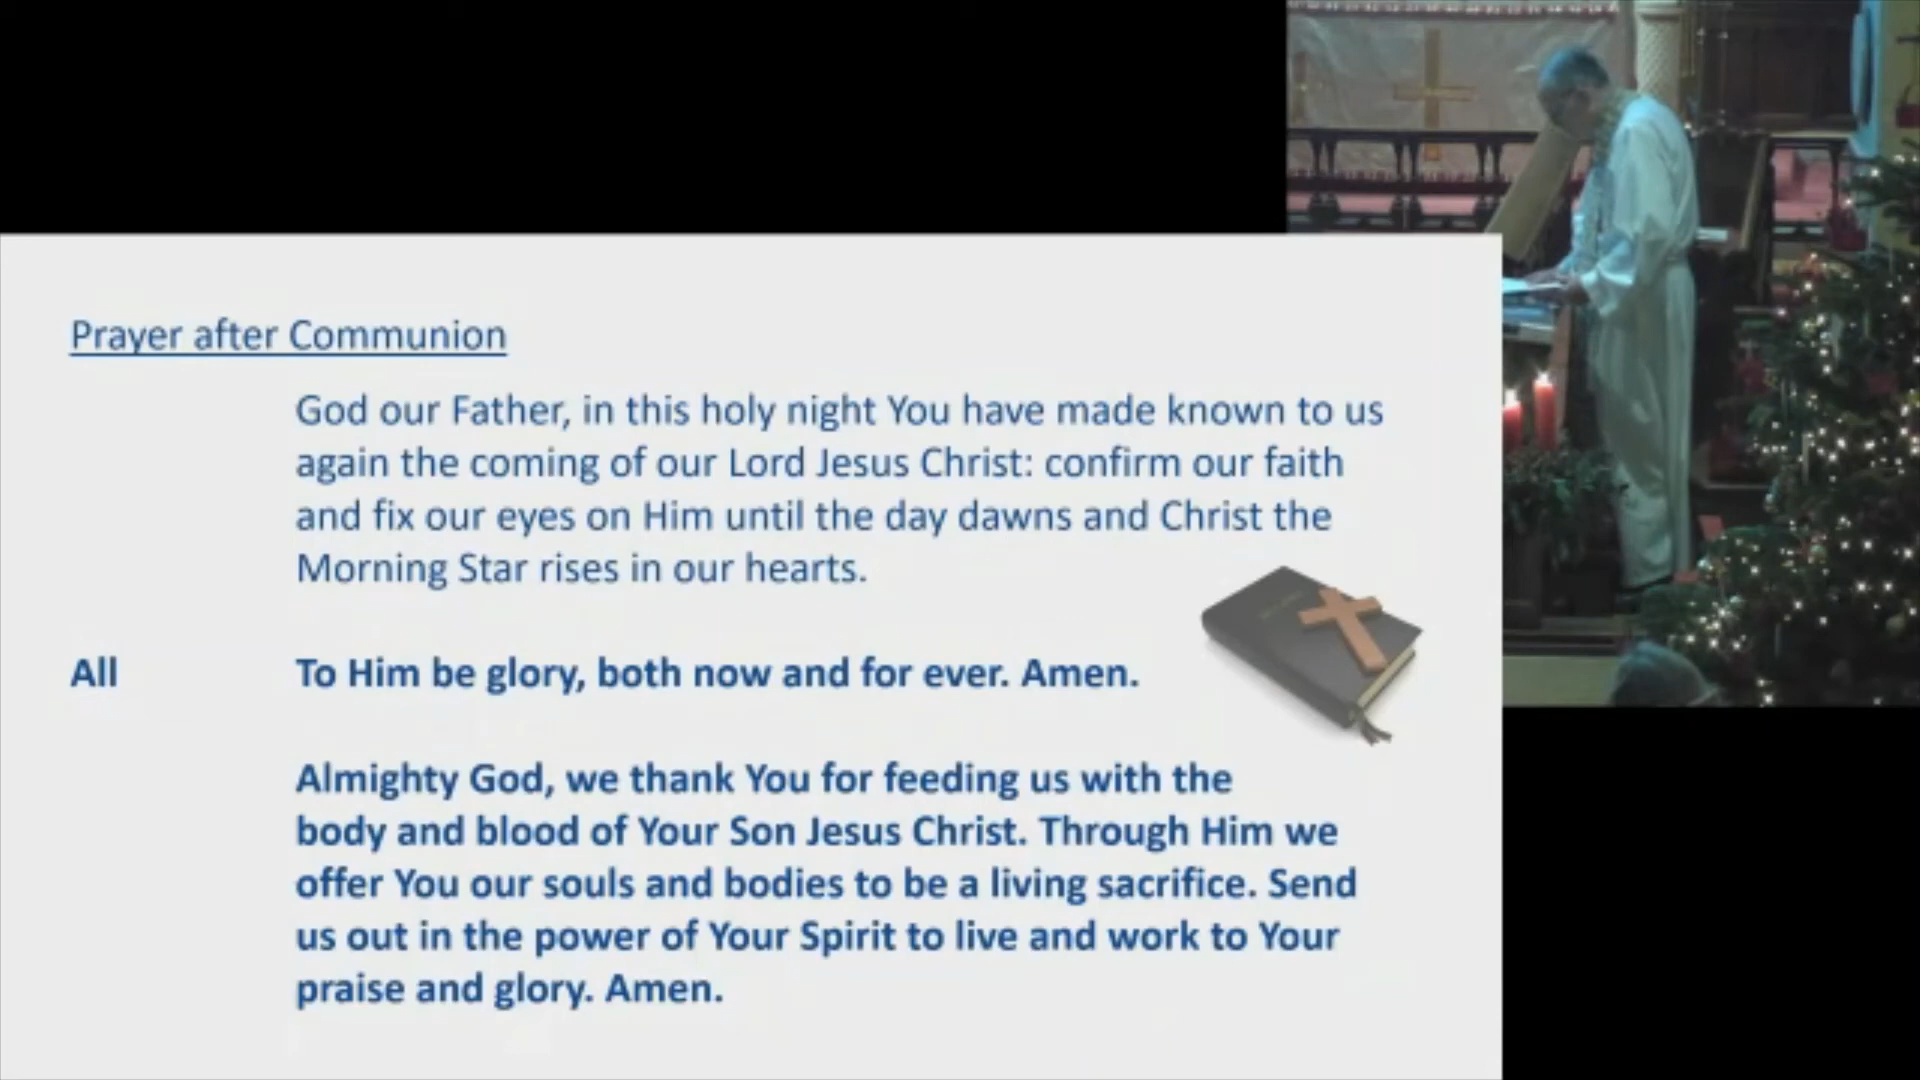 Prayer after Communion
God our Father, in this holy night You have made known to us
again the coming of our Lord Jesus Christ: confirm our faith
and fix our eyes on Him until the day dawns and Christ the
Morning Star rises in our hearts.
All To Him be glory, both now and for ever. Amen.
Almighty God, we thank You for feeding us with the
body and blood of Your Son Jesus Christ. Through Him we
offer You our souls and bodies to be a living sacrifice. Send
us out in the power of Your Spirit to live and work to Your
praise and glory. Amen.